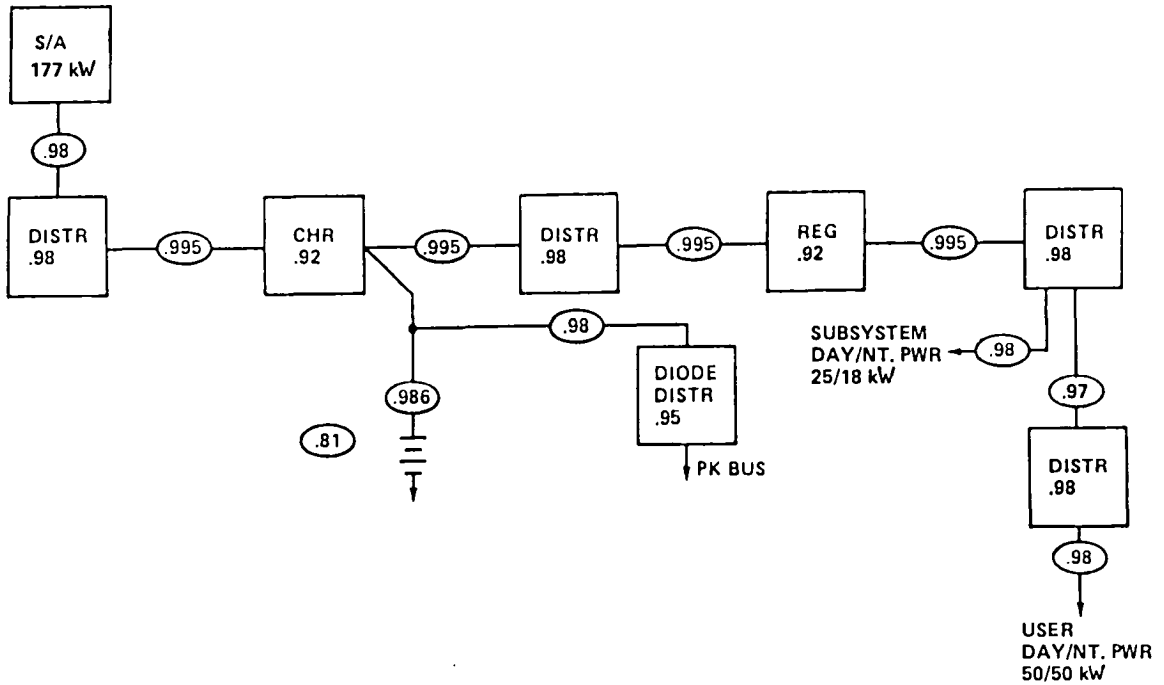 S/A
177 kW
.98
DISTR
.98
.995
CHR
.92
.995
DISTR
.98
.995
REG
.92
.995
DISTR
.98
.98
DIODE
DISTR
.95
PK BUS
.986
.81
SUBSYSTEM
DAY/NT. PWR
25/18 kW
.98
.97
DISTR
.98
.98
USER
DAY/NT. PWR
50/50 kW